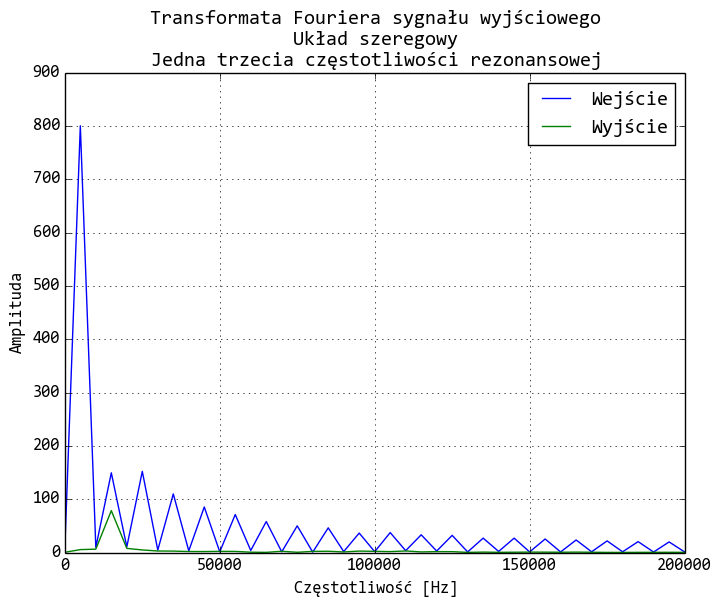 Transformata Fouriera sygnału wyjściowego
Układ szeregowy
Jedna trzecia częstotliwości rezonansowej
900
800
700
600
500
400
300
200
100
0
Amplituda
Wejście
Wyjście
0 50000 100000 150000 200000
Częstotliwość [Hz]